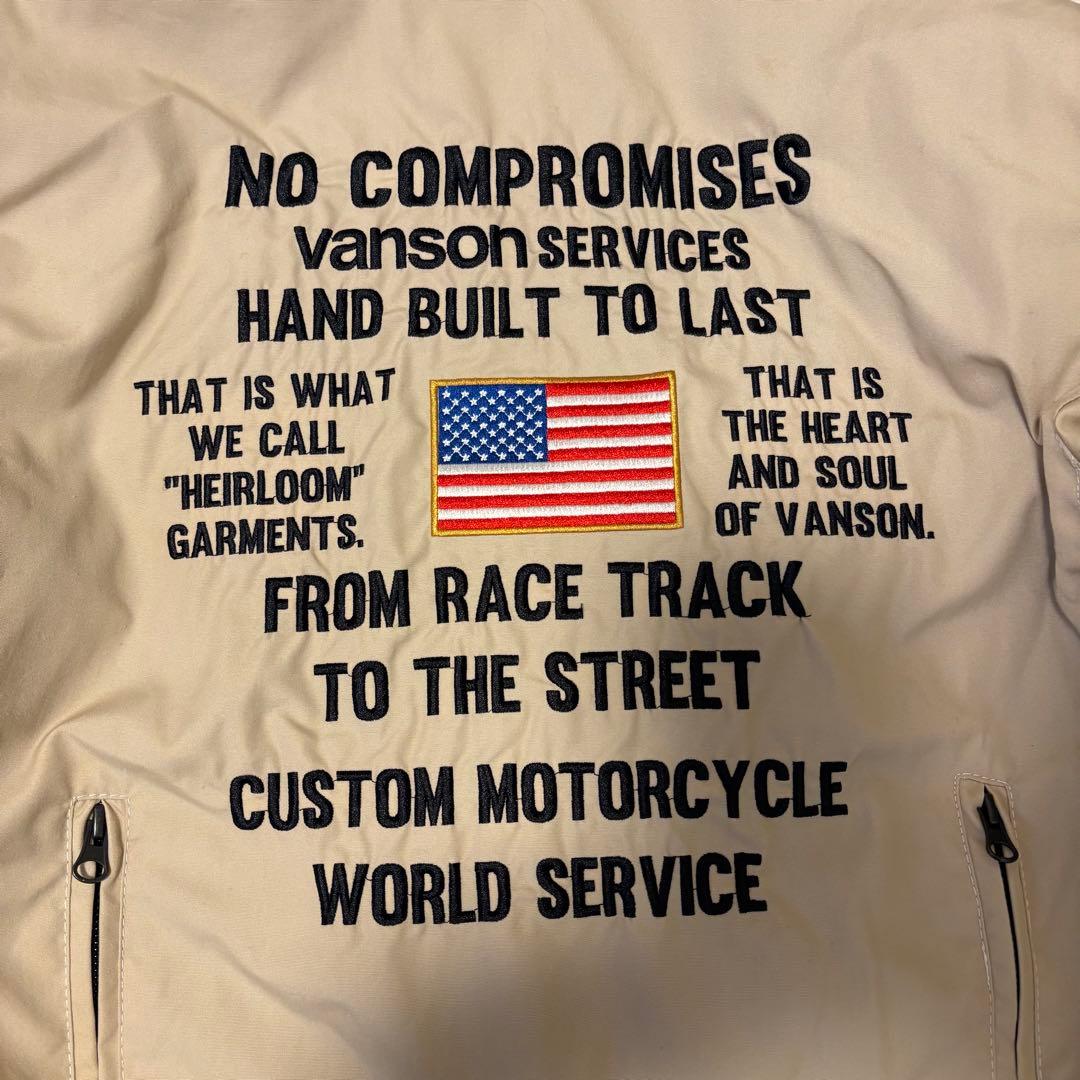 NO COMPROMISES
vanson SERVICES
HAND BUILT TO LAST
THAT IS WHAT
WE CALL
"HEIRLOOM"
GARMENTS.
THAT IS
THE HEART
AND SOUL
OF VANSON.
FROM RACE TRACK
TO THE STREET
CUSTOM MOTORCYCLE
WORLD SERVICE